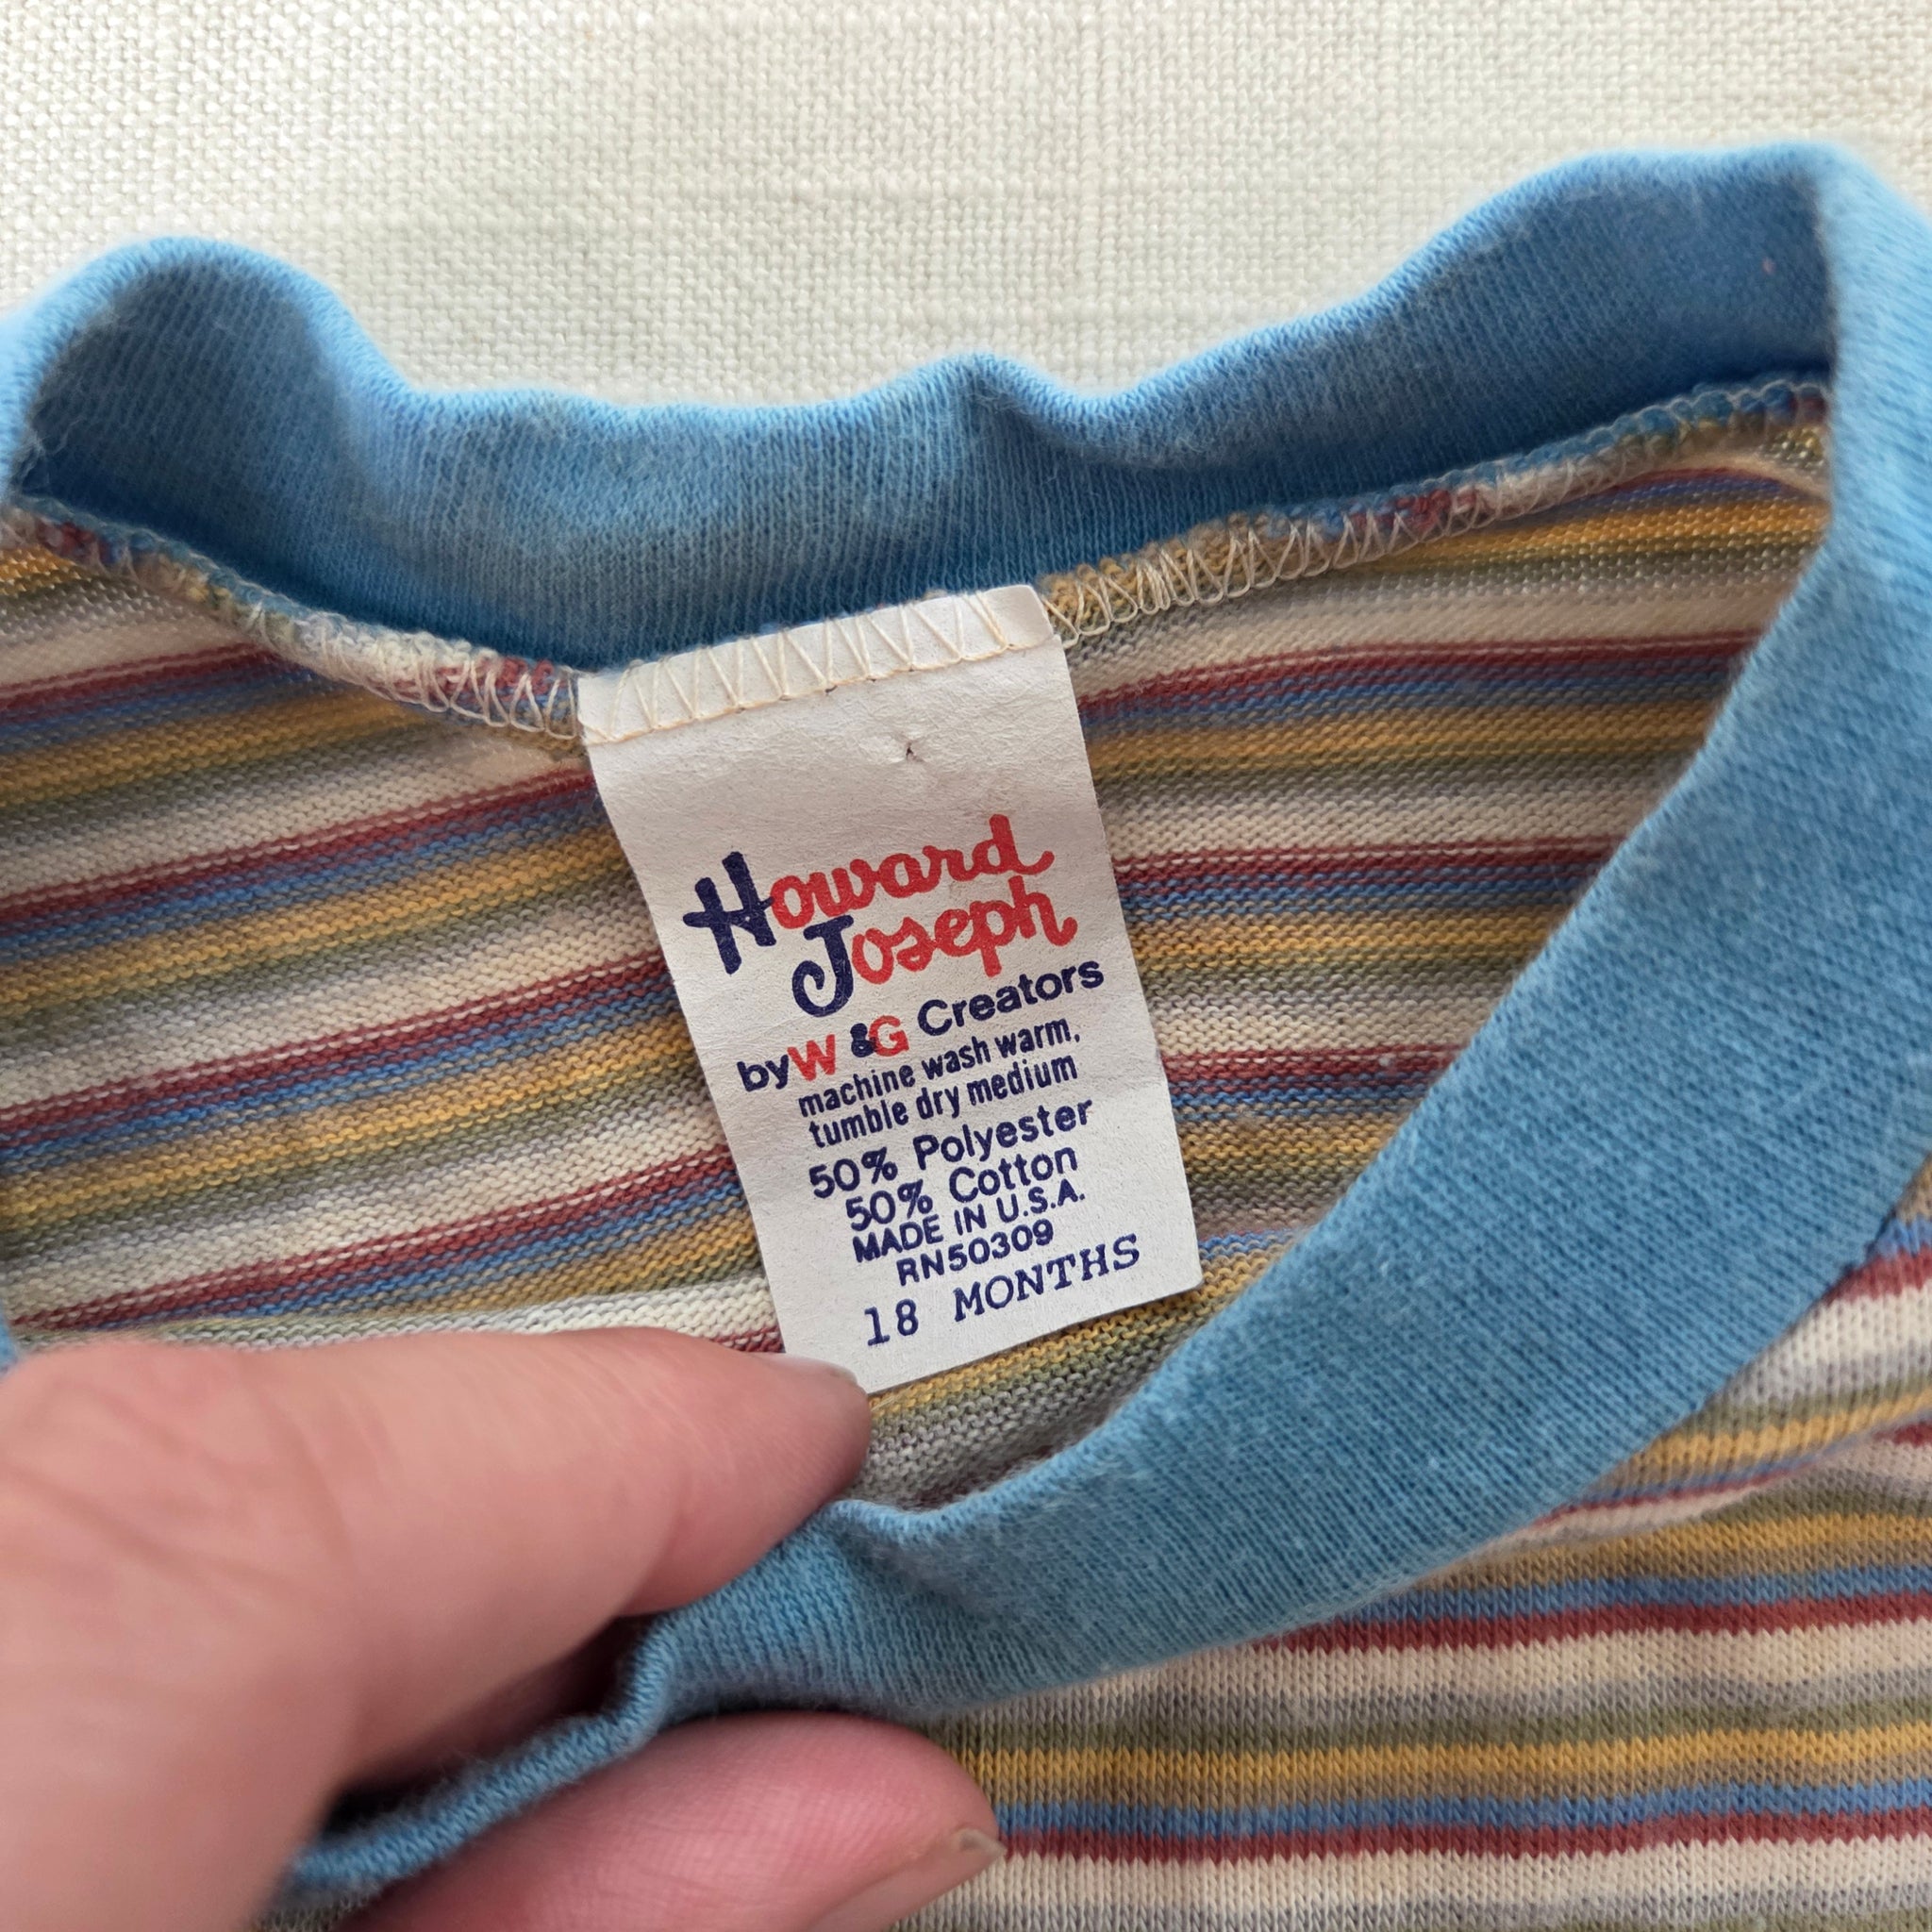 Howard
Joseph
by W & G Creators
machine wash warm,
tumble dry medium
50% Polyester
50% Cotton
MADE IN U.S.A.
RN50309
18 MONTHS